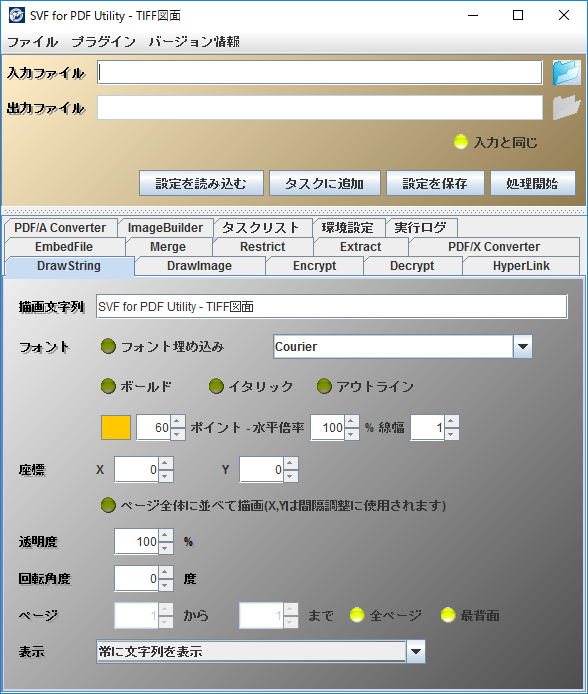 SVF for PDF Utility - TIFF図面
ファイル プラグイン バージョン情報
入力ファイル
出力ファイル
入力と同じ
設定を読み込む タスクに追加 設定を保存 処理開始
PDF/A Converter ImageBuilder タスクリスト 環境設定 実行ログ
EmbedFile Merge Restrict Extract PDF/X Converter
DrawString DrawImage Encrypt Decrypt HyperLink
描画文字列 SVF for PDF Utility - TIFF図面
フォント フォント埋め込み Courier
ボールド イタリック アウトライン
60 ポイント - 水平倍率 100 % 線幅 1
座標 X 0 Y 0
ページ全体に並べて描画(X,Yは間隔調整に使用されます)
透明度 100 %
回転角度 0 度
ページ 1 から 1 まで 全ページ 最背面
表示 常に文字列を表示